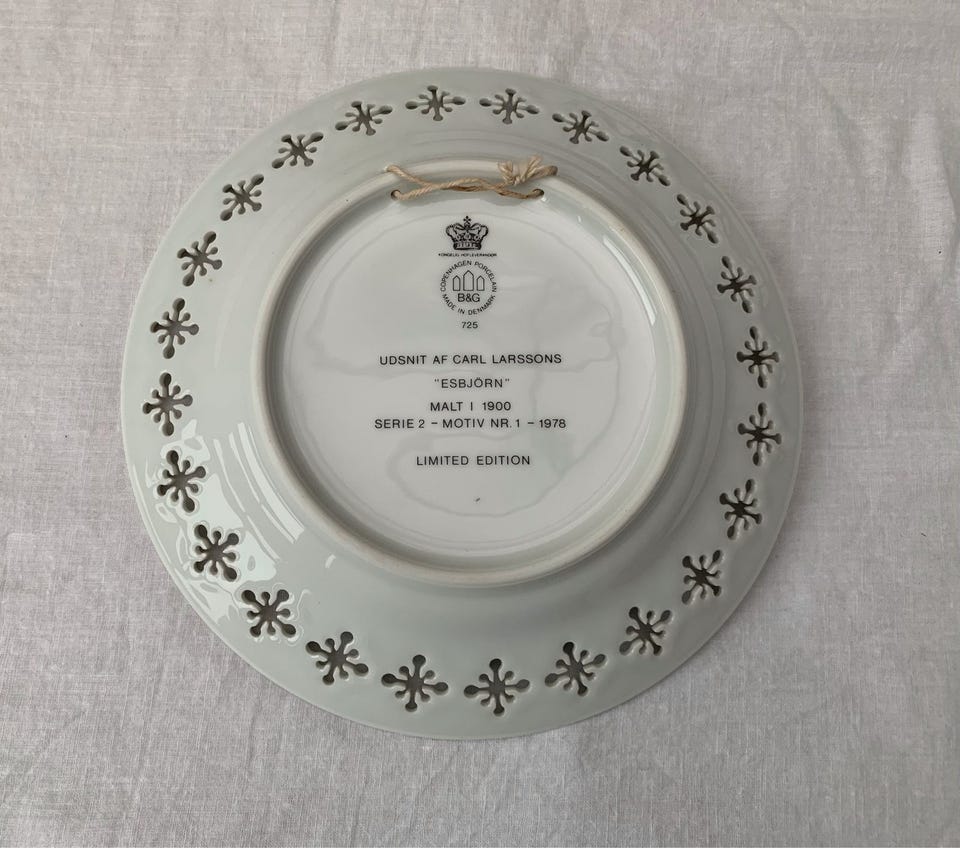 KONGELIG HOFLEVERANDØR
COPENHAGEN PORCELAIN
B&G
MADE IN DENMARK
725
UDSNIT AF CARL LARSSONS
"ESBJÖRN"
MALT I 1900
SERIE 2 – MOTIV NR. 1 – 1978
LIMITED EDITION